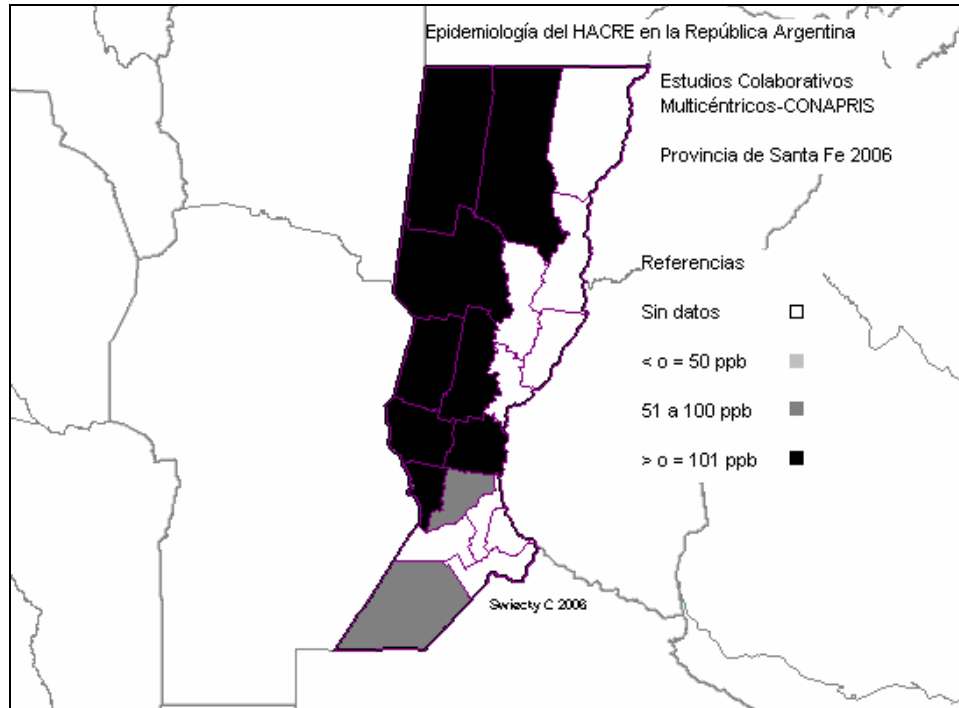 Epidemiología del HACRE en la República Argentina
Estudios Colaborativos
Multicéntricos-CONAPRIS
Provincia de Santa Fe 2006
Referencias
Sin datos
< o = 50 ppb
51 a 100 ppb
> o = 101 ppb
Swiecky C 2006